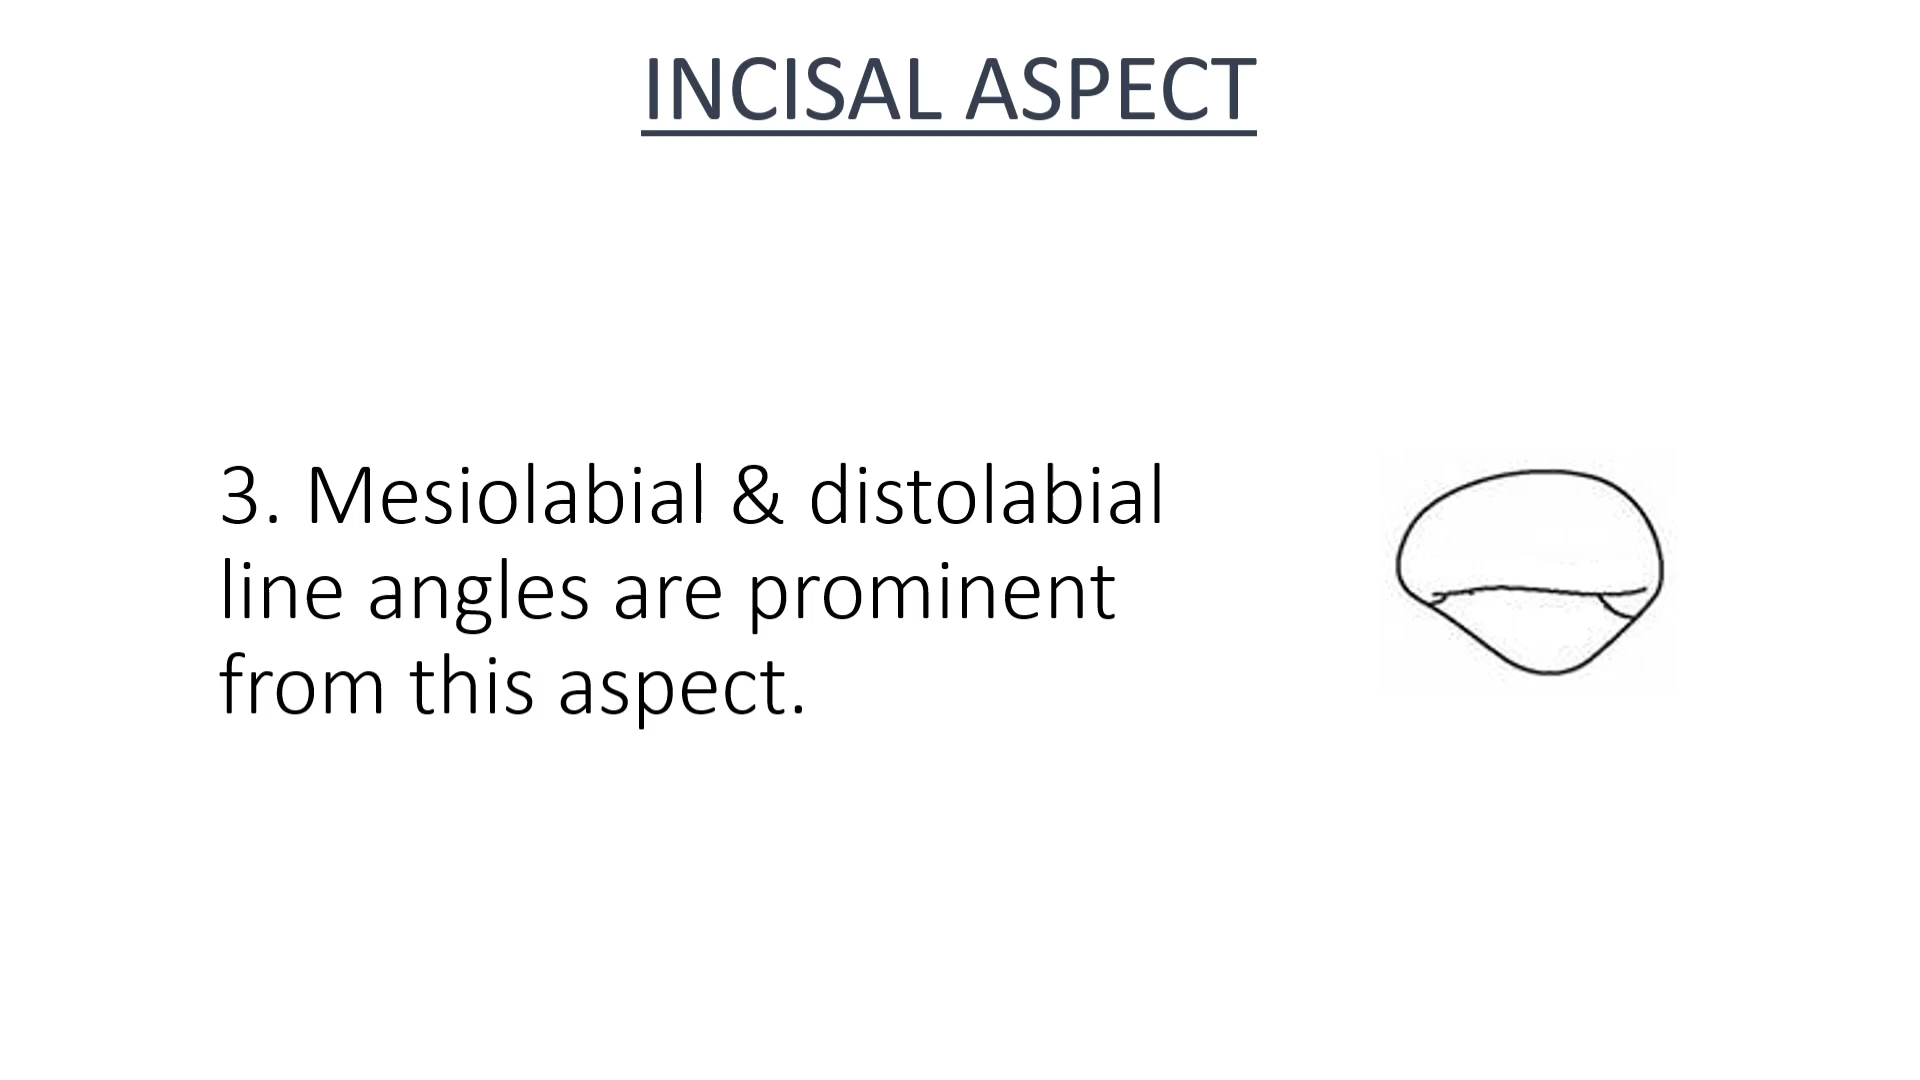 INCISAL ASPECT
3. Mesiolabial & distolabial
line angles are prominent
from this aspect.